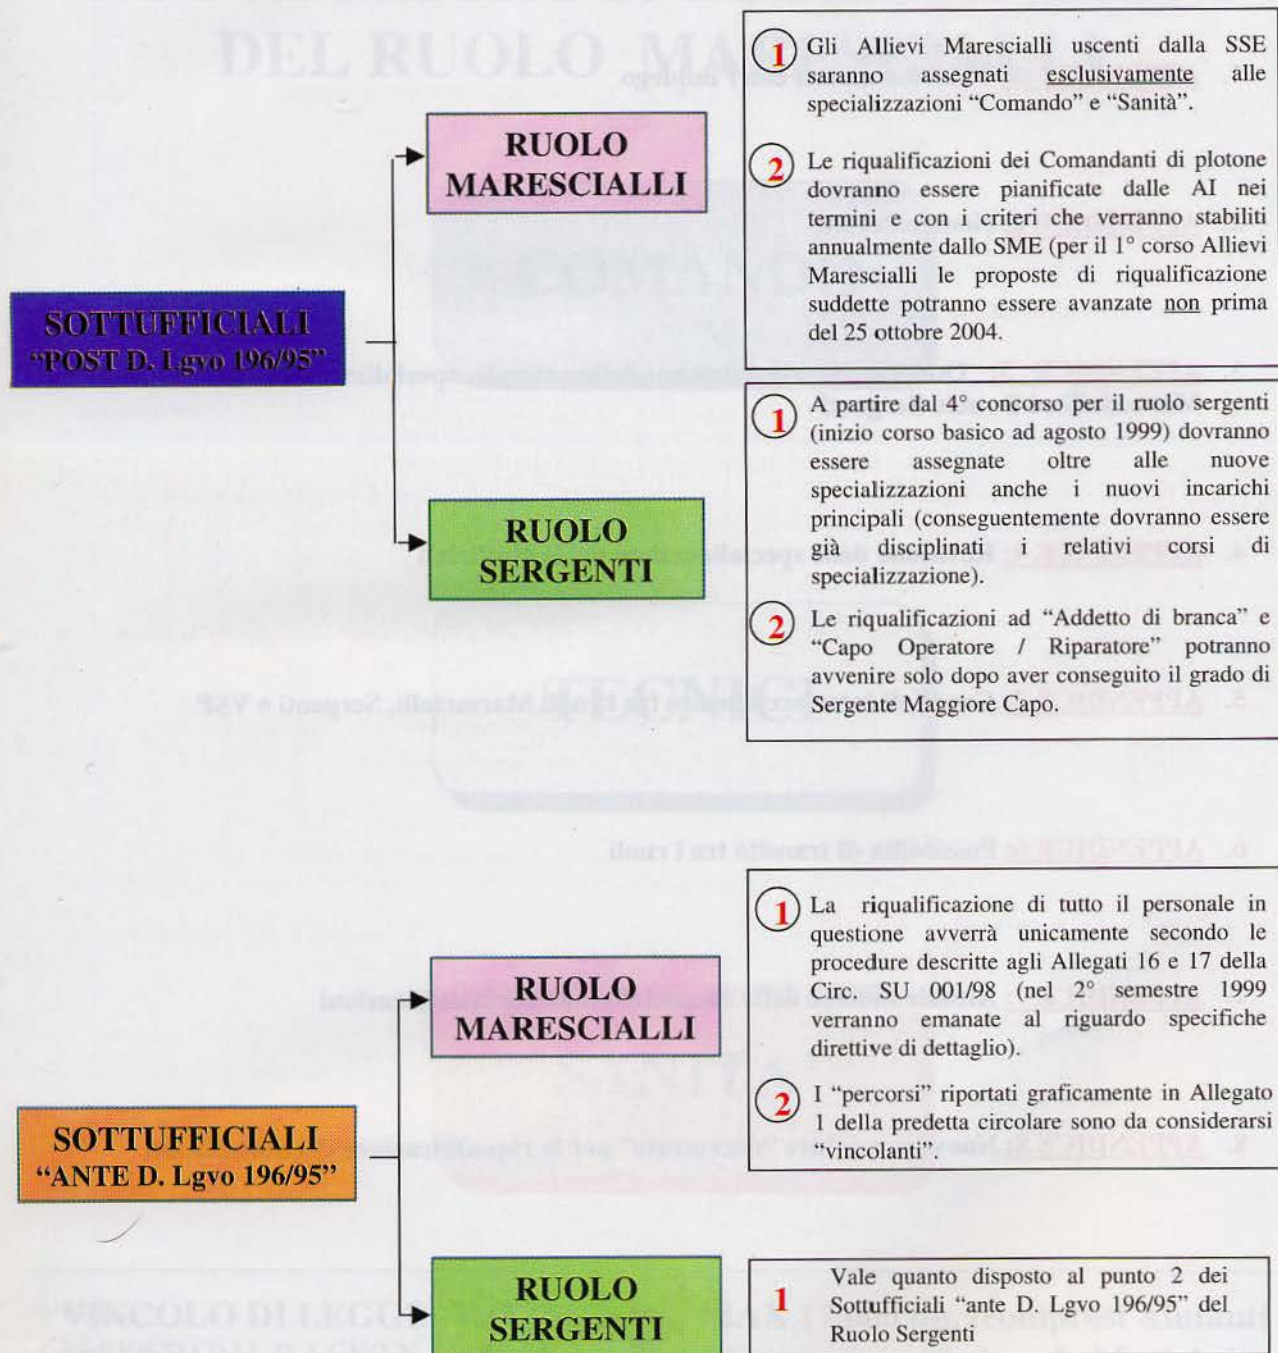 SOTTUFFICIALI
“POST D. Lgvo 196/95”
RUOLO
MARESCIALLI
1 Gli Allievi Marescialli uscenti dalla SSE
saranno assegnati esclusivamente alle
specializzazioni “Comando” e “Sanità”.
2 Le riqualificazioni dei Comandanti di plotone
dovranno essere pianificate dalle AI nei
termini e con i criteri che verranno stabiliti
annualmente dallo SME (per il 1° corso Allievi
Marescialli le proposte di riqualificazione
suddette potranno essere avanzate non prima
del 25 ottobre 2004.
RUOLO
SERGENTI
1 A partire dal 4° concorso per il ruolo sergenti
(inizio corso basico ad agosto 1999) dovranno
essere assegnate oltre alle nuove
specializzazioni anche i nuovi incarichi
principali (conseguentemente dovranno essere
già disciplinati i relativi corsi di
specializzazione).
2 Le riqualificazioni ad “Addetto di branca” e
“Capo Operatore / Riparatore” potranno
avvenire solo dopo aver conseguito il grado di
Sergente Maggiore Capo.
SOTTUFFICIALI
“ANTE D. Lgvo 196/95”
RUOLO
MARESCIALLI
1 La riqualificazione di tutto il personale in
questione avverrà unicamente secondo le
procedure descritte agli Allegati 16 e 17 della
Circ. SU 001/98 (nel 2° semestre 1999
verranno emanate al riguardo specifiche
direttive di dettaglio).
2 I “percorsi” riportati graficamente in Allegato
1 della predetta circolare sono da considerarsi
“vincolanti”.
RUOLO
SERGENTI
1 Vale quanto disposto al punto 2 dei
Sottufficiali “ante D. Lgvo 196/95” del
Ruolo Sergenti